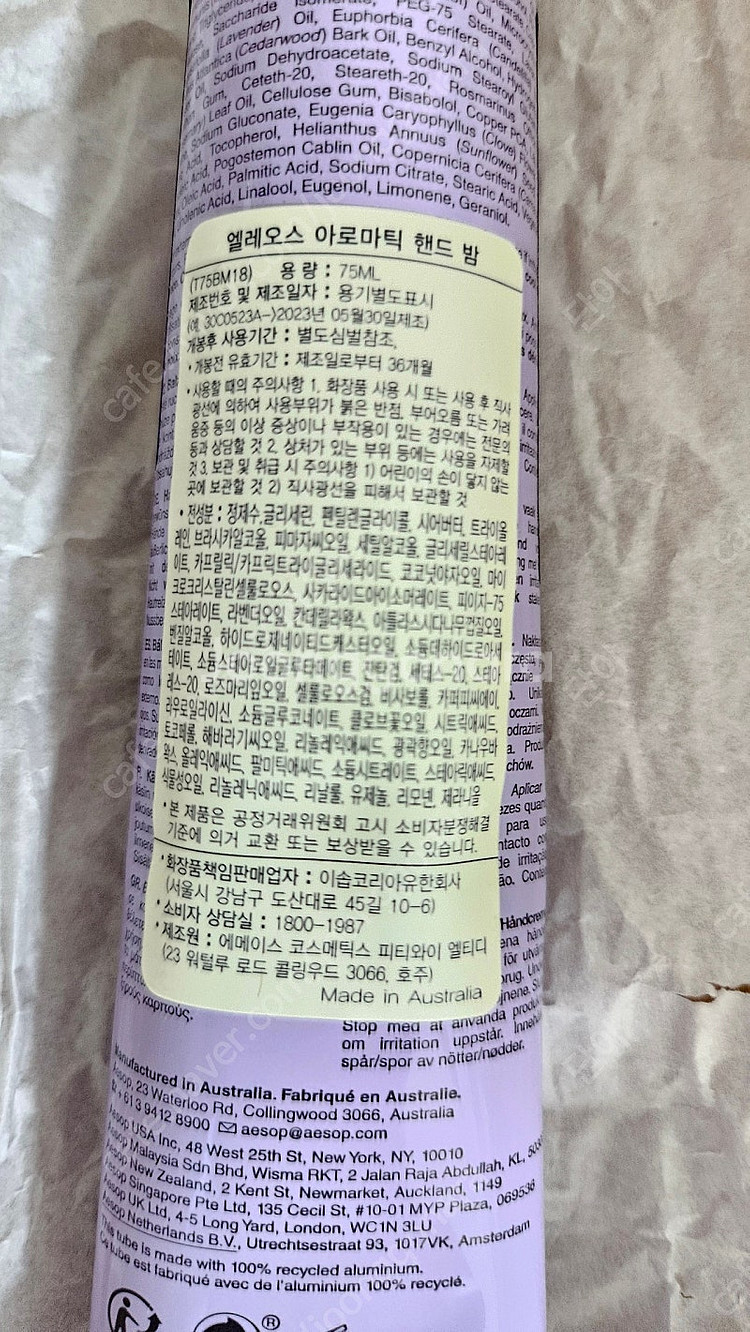 Oil, Micro
PEG-75 Stearate,
Saccharide Isomerate,
(Lavender) Oil, Euphorbia Cerifera
Atlantica (Cedarwood) Bark Oil, Benzyl Alcohol,
Oil, Sodium Dehydroacetate, Sodium Stearoyl
Gum, Ceteth-20, Steareth-20, Rosmarinus
Leaf Oil, Cellulose Gum, Bisabolol, Copper PCA,
Sodium Gluconate, Eugenia Caryophyllus (Clove)
Acid, Tocopherol, Helianthus Annuus (Sunflower)
Acid, Pogostemon Cablin Oil, Copernicia Cerifera
Oleic Acid, Palmitic Acid, Sodium Citrate, Stearic Acid,
Linolenic Acid, Linalool, Eugenol, Limonene, Geraniol.
엘레오스 아로마틱 핸드 밤
(T75BM18) 용 량 : 75ML
제조번호 및 제조일자 : 용기별도표시
(예. 30C0523A->2023년 05월30일제조)
개봉후 사용기간 : 별도심벌참조,
• 개봉전 유효기간 : 제조일로부터 36개월
• 사용할 때의 주의사항 1. 화장품 사용 시 또는 사용 후 직사
광선에 의하여 사용부위가 붉은 반점, 부어오름 또는 가려
움증 등의 이상 증상이나 부작용이 있는 경우에는 전문의
등과 상담할 것 2. 상처가 있는 부위 등에는 사용을 자제할
것 3. 보관 및 취급 시 주의사항 1) 어린이의 손이 닿지 않는
곳에 보관할 것 2) 직사광선을 피해서 보관할 것
• 전성분 : 정제수,글리세린, 펜틸렌글라이콜, 시어버터, 트라이올
레인, 브라시카알코올, 피마자씨오일, 세틸알코올, 글리세릴스테아레
이트, 카프릴릭/카프릭트라이글리세라이드, 코코넛야자오일, 마이
크로크리스탈린셀룰로오스, 사카라이드아이소머레이트, 피이지-75
스테아레이트, 라벤더오일, 칸데릴라왁스, 아틀라스시다나무껍질오일,
벤질알코올, 하이드로제네이티드캐스터오일, 소듐데하이드로아세
테이트, 소듐스테아로일글루타메이트, 잔탄검, 세테스-20, 스테아
레스-20, 로즈마리잎오일, 셀룰로오스검, 비사보롤, 카퍼피씨에이,
라우로일라이신, 소듐글루코네이트, 클로브꽃오일, 시트릭애씨드,
토코페롤, 해바라기씨오일, 리놀레익애씨드, 광곽향오일, 카나우바
왁스, 올레익애씨드, 팔미틱애씨드, 소듐시트레이트, 스테아릭애씨드,
식물성오일, 리놀레닉애씨드, 리날룰, 유제놀, 리모넨, 제라니올
• 본 제품은 공정거래위원회 고시 소비자분쟁해결
기준에 의거 교환 또는 보상받을 수 있습니다.
• 화장품책임판매업자 : 이솝코리아유한회사
(서울시 강남구 도산대로 45길 10-6)
• 소비자 상담실 : 1800-1987
• 제조원 : 에메이스 코스메틱스 피티와이 엘티디
(23 워털루 로드 콜링우드 3066, 호주)
Made in Australia
Håndcrem
Stop med at använda
om irritation uppstår.
spår/spor av nötter/nødder.
Manufactured in Australia. Fabriqué en Australie.
Aesop, 23 Waterloo Rd, Collingwood 3066, Australia
+61 3 9412 8900 aesop@aesop.com
Aesop USA Inc, 48 West 25th St, New York, NY, 10010
Aesop Malaysia Sdn Bhd, Wisma RKT, 2 Jalan Raja Abdullah, KL,
Aesop New Zealand, 2 Kent St, Newmarket, Auckland, 1149
Aesop Singapore Pte Ltd, 135 Cecil St, #10-01 MYP Plaza, 069536
Aesop UK Ltd, 4-5 Long Yard, London, WC1N 3LU
Aesop Netherlands B.V., Utrechtsestraat 93, 1017VK, Amsterdam
This tube is made with 100% recycled aluminium.
Ce tube est fabriqué avec de l'aluminium 100% recyclé.
®